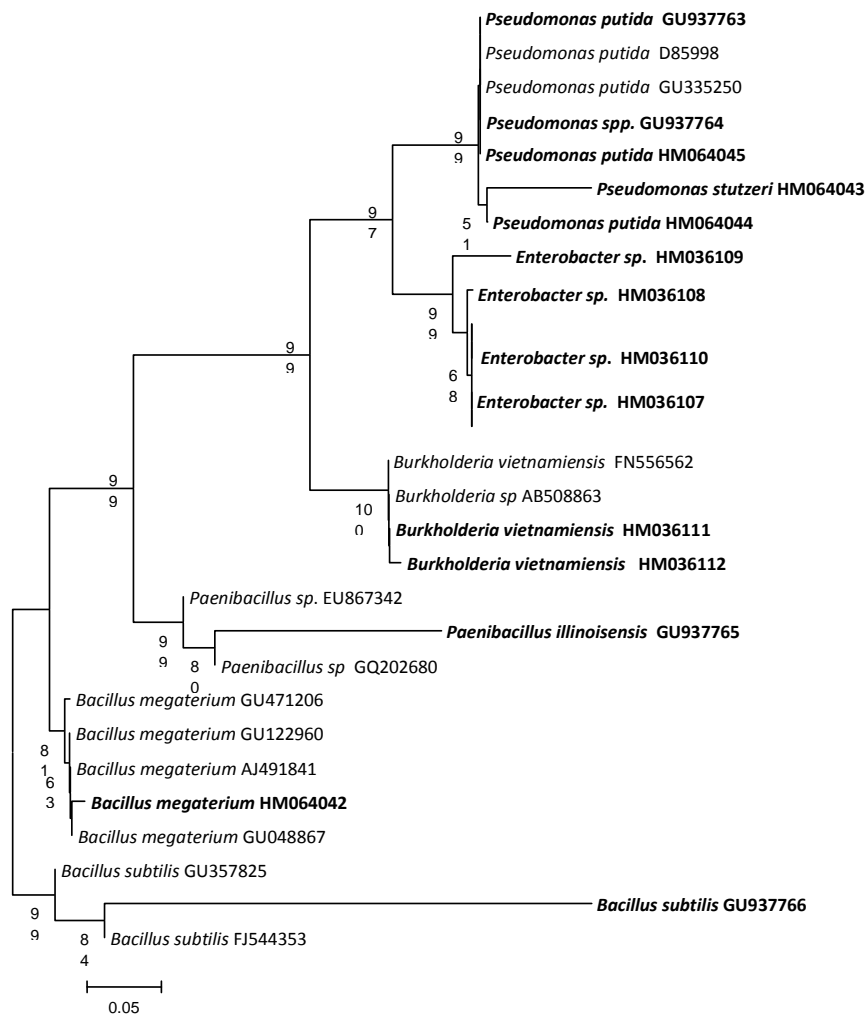 Pseudomonas putida GU937763
Pseudomonas putida D85998
Pseudomonas putida GU335250
Pseudomonas spp. GU937764
9
9
Pseudomonas putida HM064045
Pseudomonas stutzeri HM064043
9
7
5
1
Pseudomonas putida HM064044
Enterobacter sp. HM036109
Enterobacter sp. HM036108
9
9
9
9
Enterobacter sp. HM036110
6
8
Enterobacter sp. HM036107
Burkholderia vietnamiensis FN556562
9
9
Burkholderia sp AB508863
10
0
Burkholderia vietnamiensis HM036111
Burkholderia vietnamiensis HM036112
Paenibacillus sp. EU867342
Paenibacillus illinoisensis GU937765
9
9
8
0
Paenibacillus sp GQ202680
Bacillus megaterium GU471206
Bacillus megaterium GU122960
8
1
Bacillus megaterium AJ491841
6
3
Bacillus megaterium HM064042
Bacillus megaterium GU048867
Bacillus subtilis GU357825
Bacillus subtilis GU937766
9
9
8
4
Bacillus subtilis FJ544353
0.05